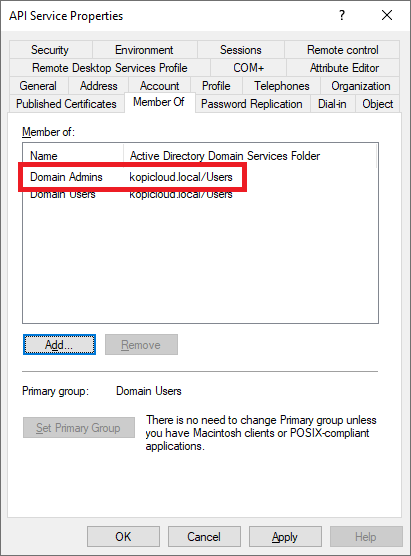 API Service Properties
?
Security Environment Sessions Remote control
Remote Desktop Services Profile COM+ Attribute Editor
General Address Account Profile Telephones Organization
Published Certificates Member Of Password Replication Dial-in Object
Member of:
Name Active Directory Domain Services Folder
Domain Admins kopicloud.local/Users
Domain Users kopicloud.local/Users
Add... Remove
Primary group: Domain Users
Set Primary Group
There is no need to change Primary group unless
you have Macintosh clients or POSIX-compliant
applications.
OK Cancel Apply Help